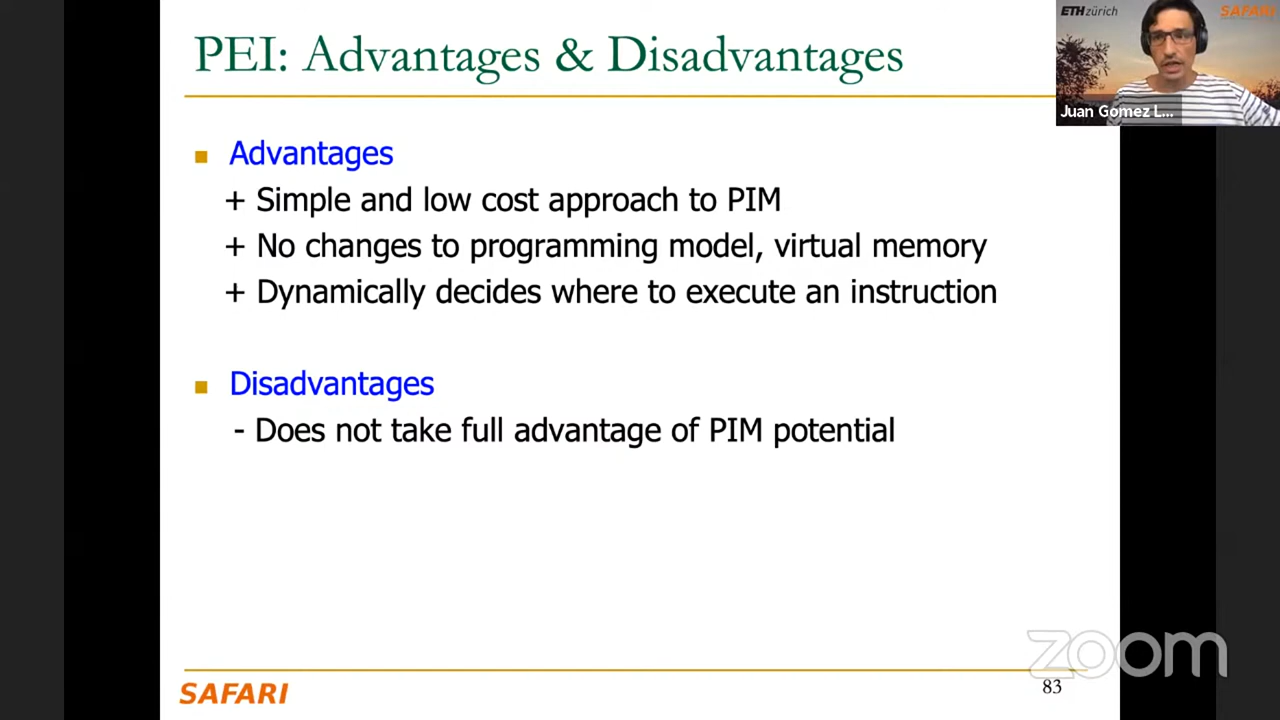 PEI: Advantages & Disadvantages
ETH zürich
SAFARI
Juan Gomez L...
Advantages
+ Simple and low cost approach to PIM
+ No changes to programming model, virtual memory
+ Dynamically decides where to execute an instruction
Disadvantages
- Does not take full advantage of PIM potential
zoom
SAFARI
83